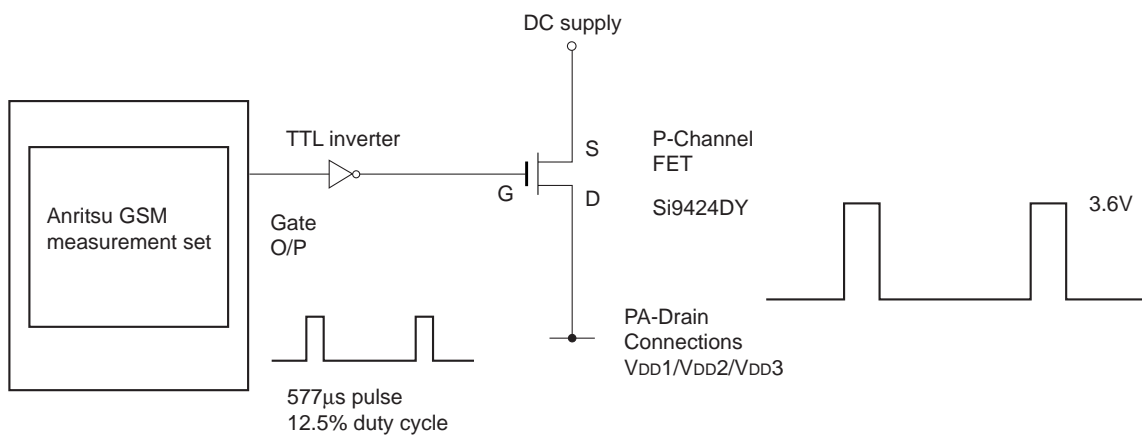 DC supply
TTL inverter
S
P-Channel
FET
G
D
Si9424DY
3.6V
Anritsu GSM
measurement set
Gate
O/P
PA-Drain
Connections
VDD1/VDD2/VDD3
577μs pulse
12.5% duty cycle